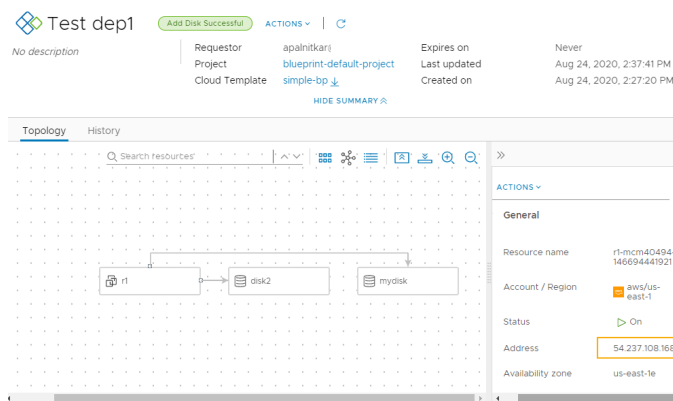 Test dep1
Add Disk Successful
ACTIONS
No description
Requestor apalnitkar
Expires on Never
Project blueprint-default-project
Last updated Aug 24, 2020, 2:37:41 PM
Cloud Template simple-bp
Created on Aug 24, 2020, 2:27:20 PM
HIDE SUMMARY
Topology History
Search resources
ACTIONS
General
r1
disk2
mydisk
Resource name r1-mcm40494-
146694441921
Account / Region aws/us-
east-1
Status On
Address 54.237.108.168
Availability zone us-east-1e